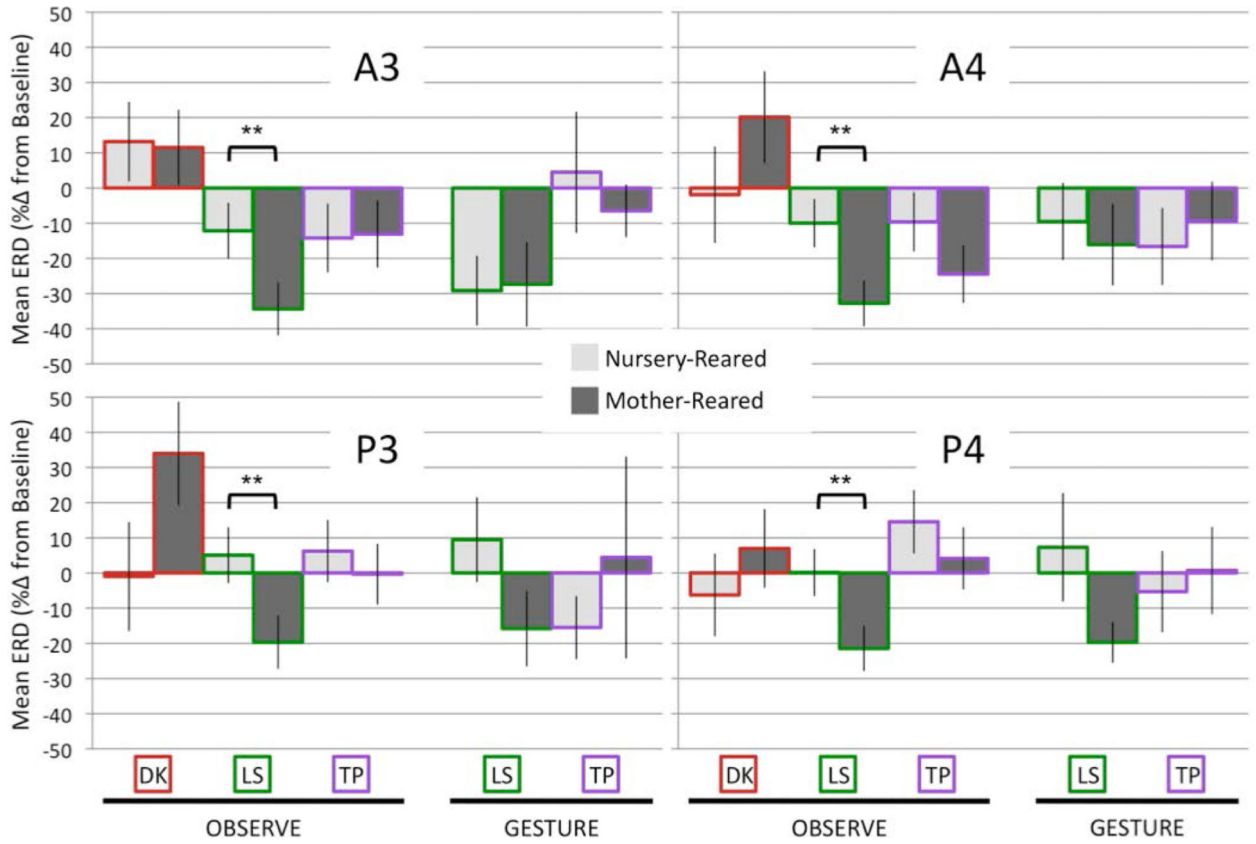 50
40
30
20
10
0
-10
-20
-30
-40
-50
Mean ERD (%Δ from Baseline)
A3
**
A4
**
Nursery-Reared
Mother-Reared
50
40
30
20
10
0
-10
-20
-30
-40
-50
Mean ERD (%Δ from Baseline)
P3
**
P4
**
DK LS TP LS TP DK LS TP LS TP
OBSERVE GESTURE OBSERVE GESTURE